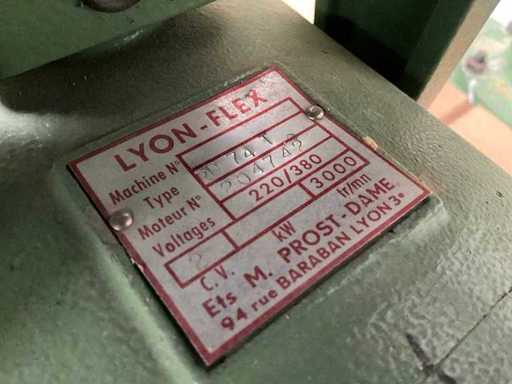 LYON-FLEX
Machine N°
Type
Moteur N° 204742
Voltages 220/380
3000
C.V. kW tr/mn
Ets M. PROST-DAME
94 rue BARABAN LYON 3e